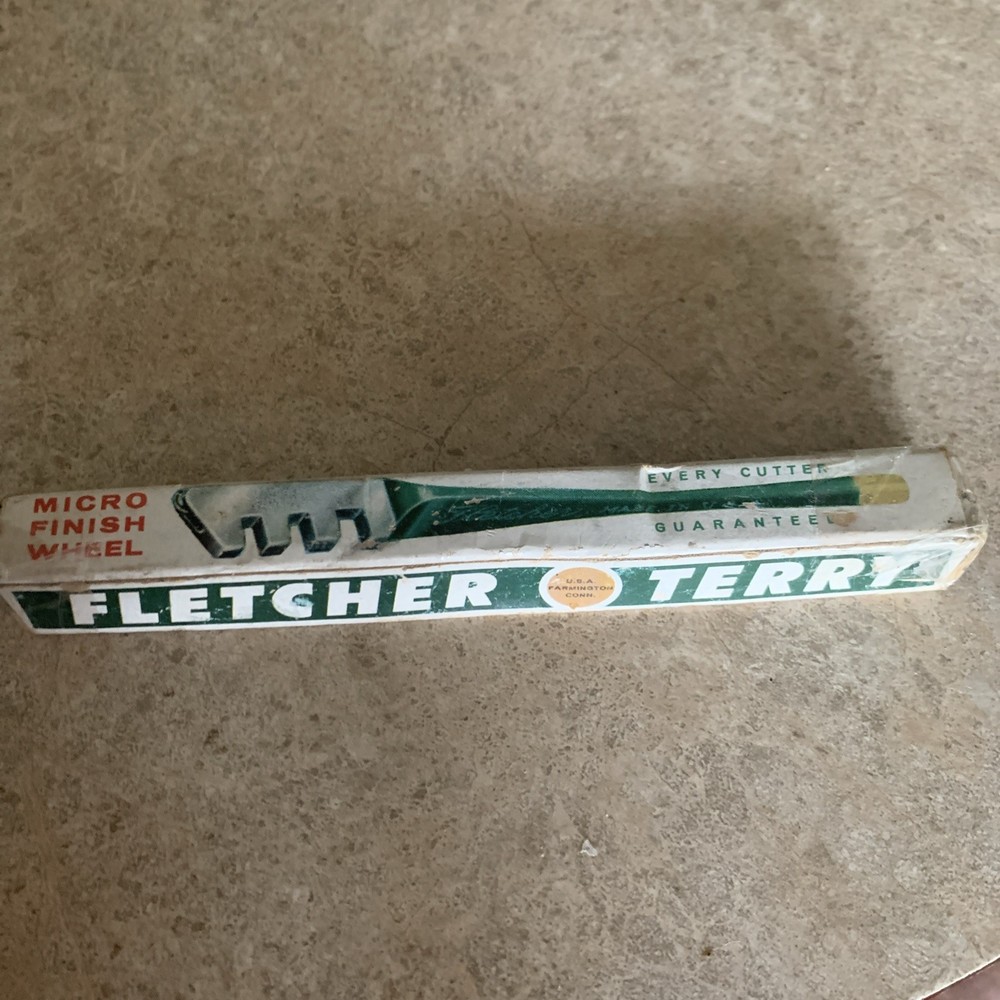 MICRO
FINISH
WHEEL
EVERY CUTTER
GUARANTEED
FLETCHER
U.S.A.
FARMINGTON
CONN.
TERRY